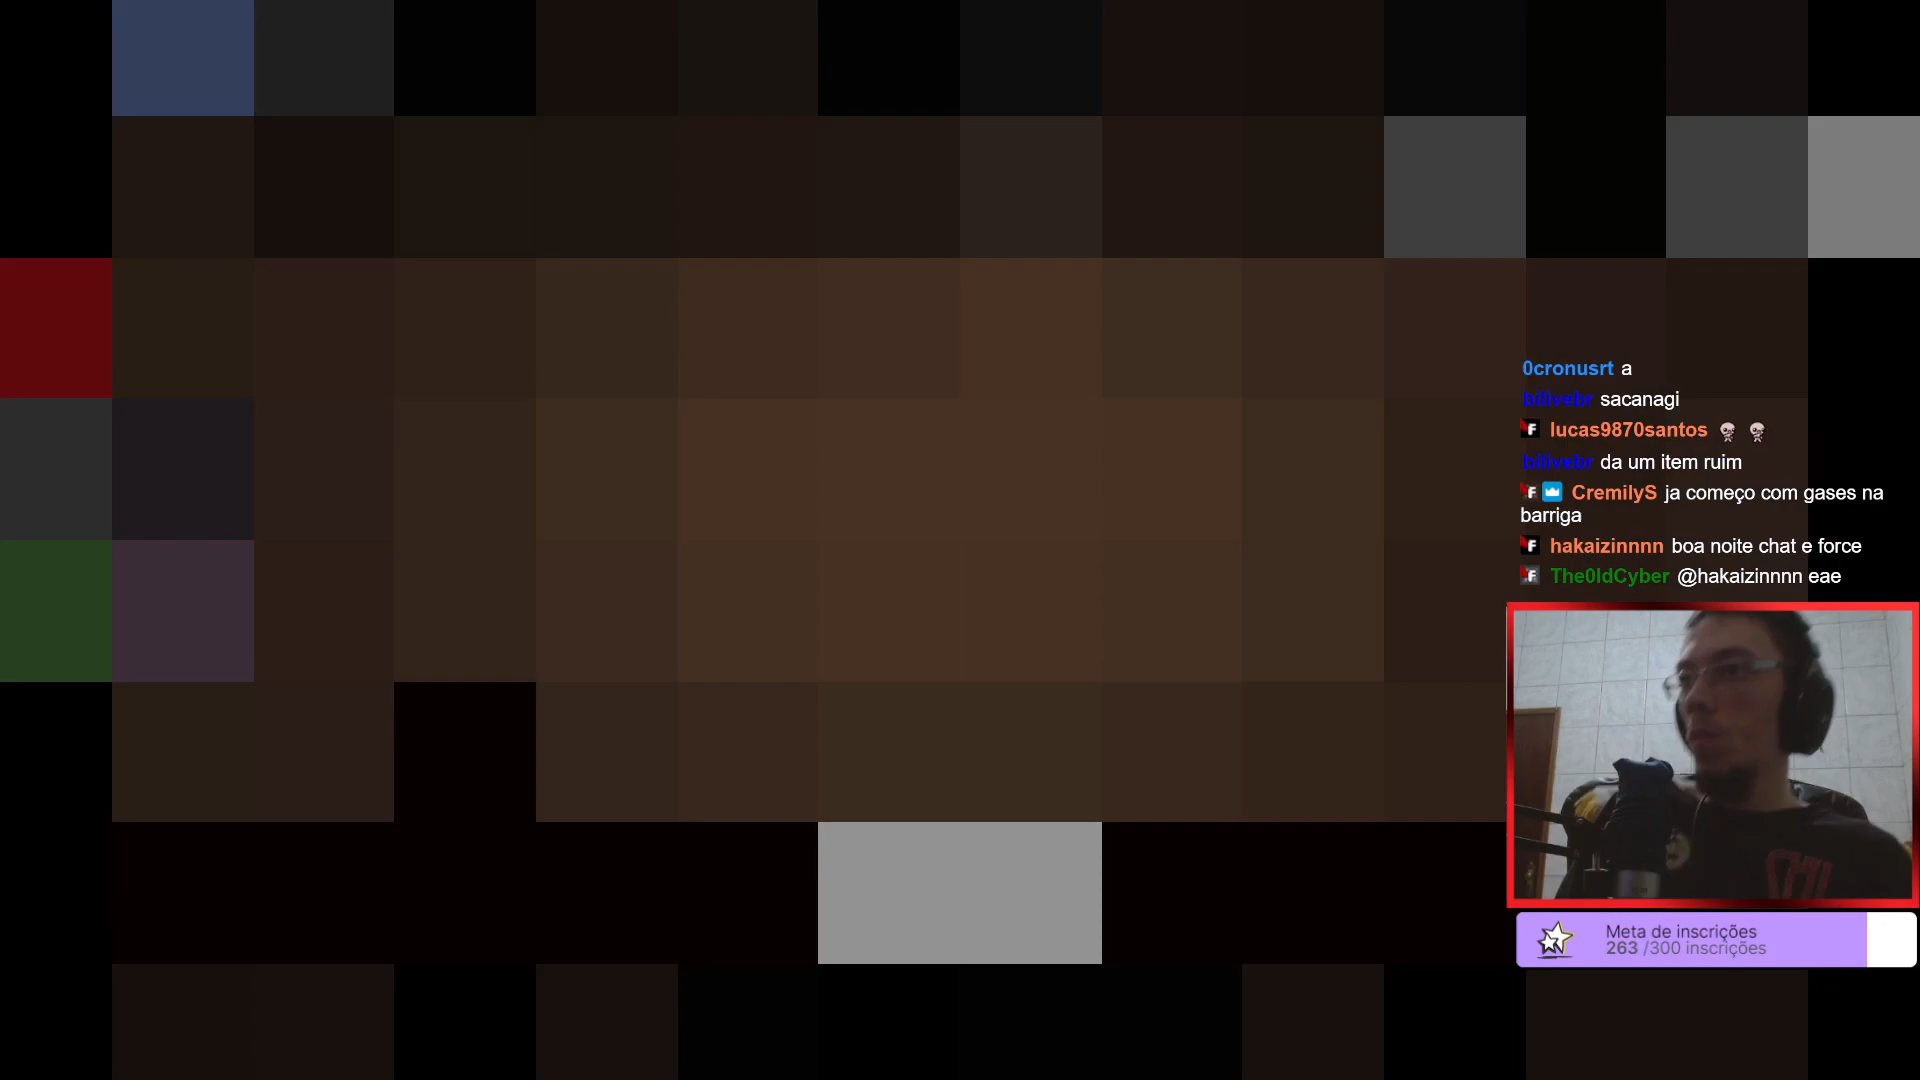 0cronusrt a
bilivebr sacanagi
lucas9870santos
bilivebr da um item ruim
CremilyS ja começo com gases na
barriga
hakaizinnnn boa noite chat e force
The0ldCyber @hakaizinnnn eae
Meta de inscrições
263 /300 inscrições